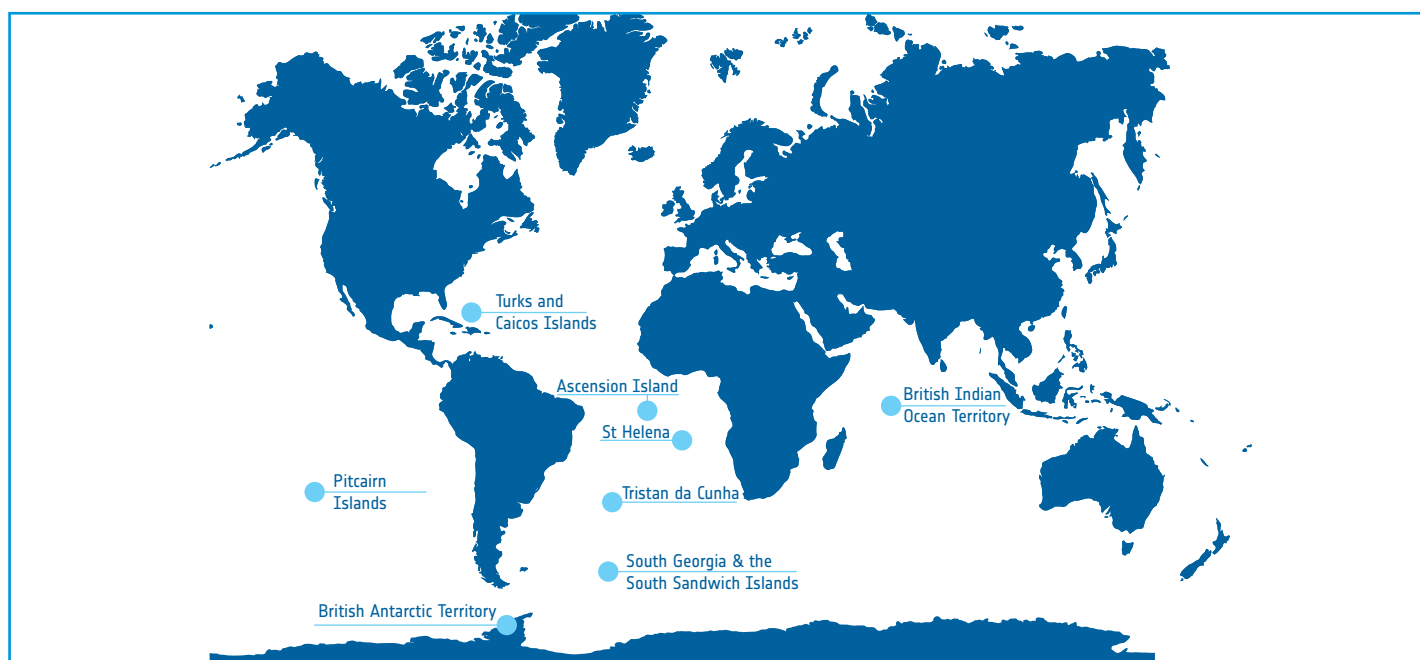 Turks and
Caicos Islands
Ascension Island
British Indian
Ocean Territory
St Helena
Pitcairn
Islands
Tristan da Cunha
South Georgia & the
South Sandwich Islands
British Antarctic Territory